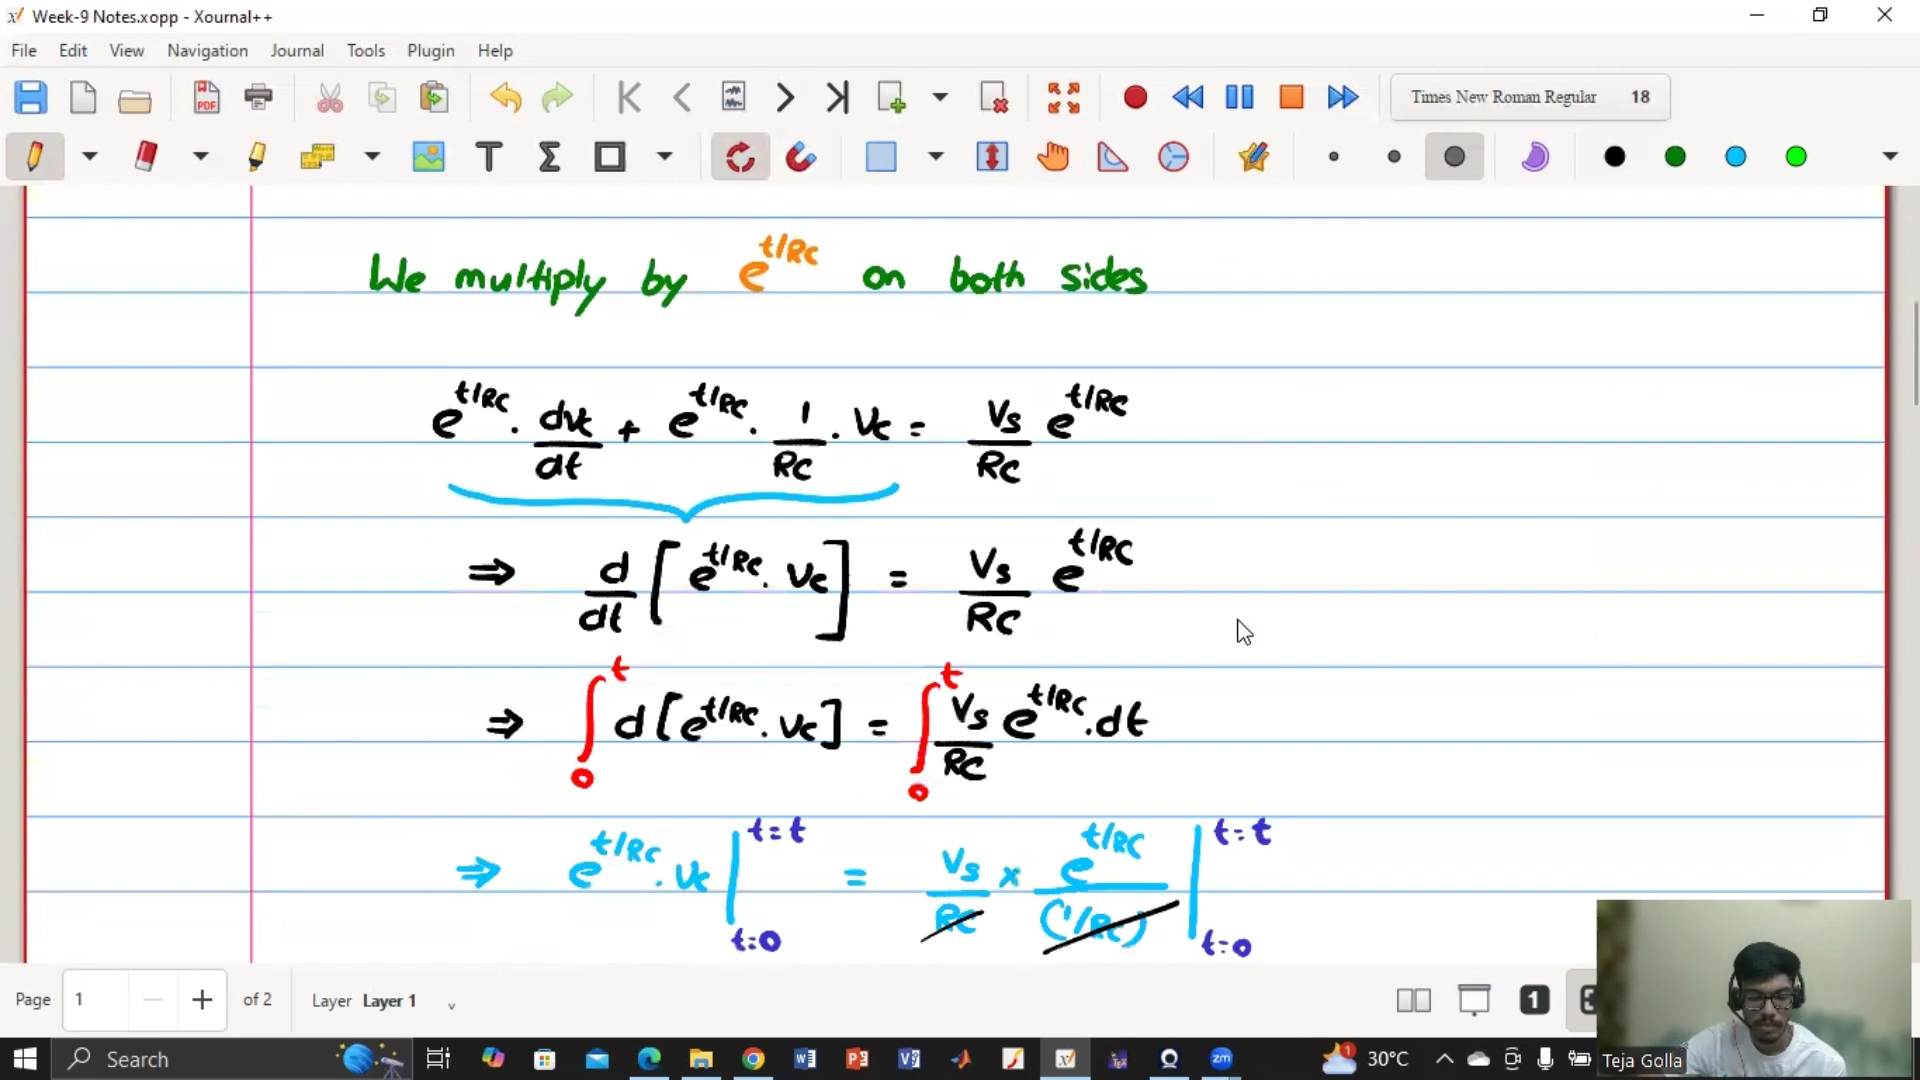 Week-9 Notes.xopp - Xournal++
File Edit View Navigation Journal Tools Plugin Help
PDF Times New Roman Regular 18
We multiply by e^{t/RC} on both sides
e^{t/RC} . dvc/dt + e^{t/RC} . 1/RC . vc = Vs/RC e^{t/RC}
⇒ d/dt [ e^{t/RC} . vc ] = Vs/RC e^{t/RC}
⇒ ∫_0^t d[e^{t/RC} . vc] = ∫_0^t Vs/RC e^{t/RC} . dt
⇒ e^{t/RC} . vc |_{t=0}^{t=t} = Vs/RC × e^{t/RC}/(1/RC) |_{t=0}^{t=t}
Page 1 of 2 Layer Layer 1 1
Search 30°C Teja Golla